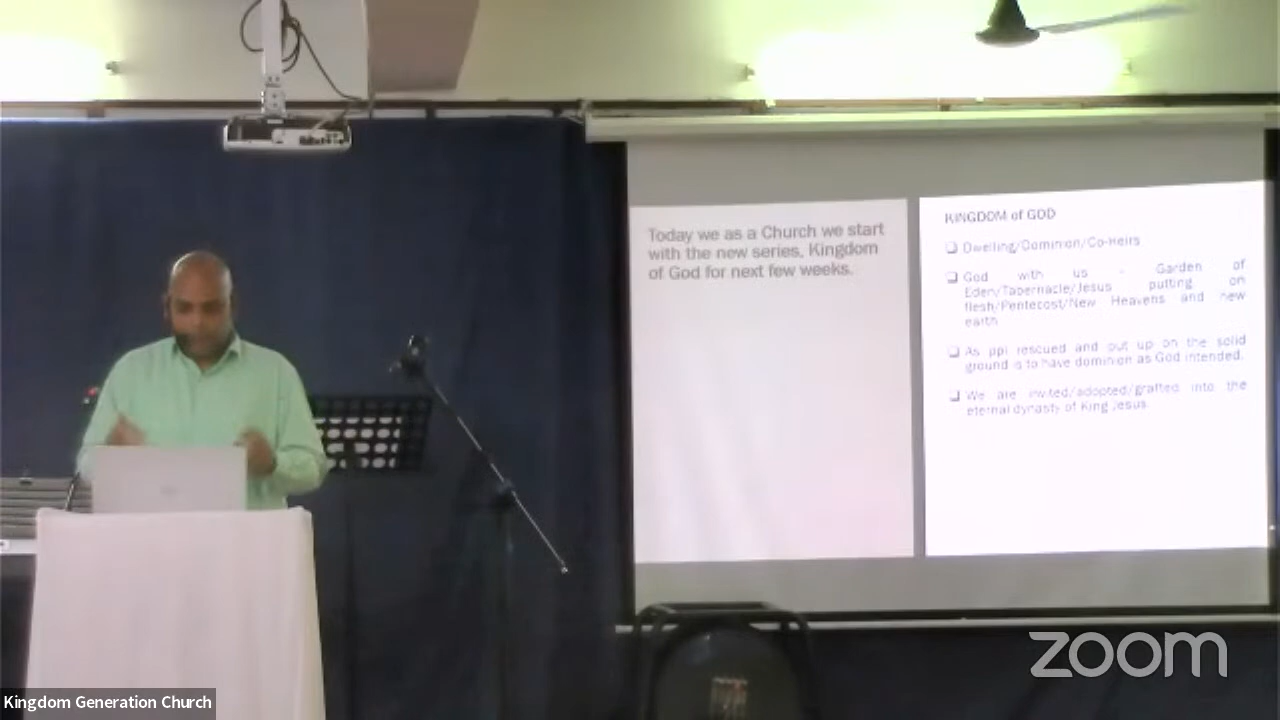 Today we as a Church we start
with the new series, Kingdom
of God for next few weeks.
KINGDOM of GOD
Dwelling/Dominion/Co-Heirs
God with us - Garden of
Eden/Tabernacle/Jesus putting on
flesh/Pentecost/New Heavens and new
earth
As ppl rescued and put up on the solid
ground is to have dominion as God intended.
We are invited/adopted/grafted into the
eternal dynasty of King Jesus.
zoom
Kingdom Generation Church